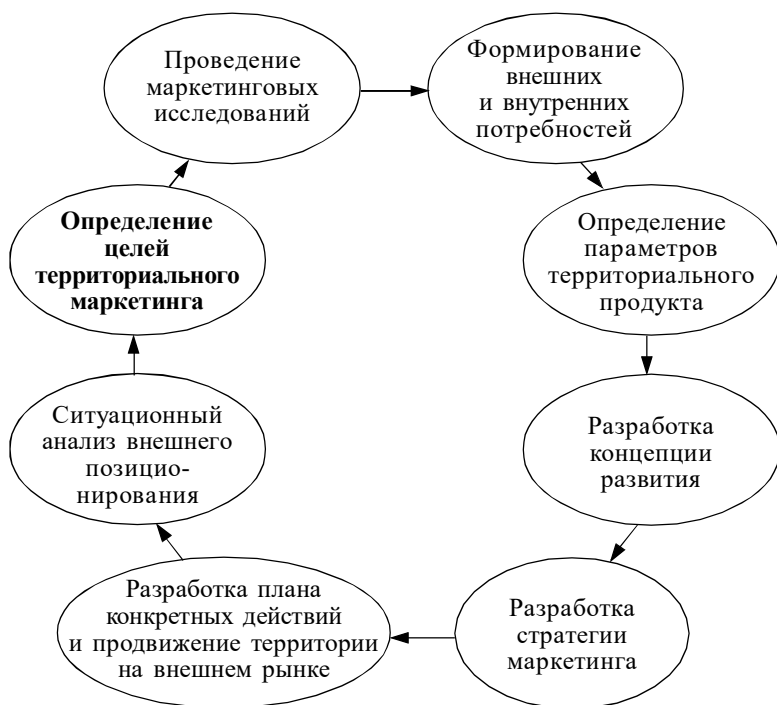 Проведение
маркетинговых
исследований
Формирование
внешних
и внутренних
потребностей
Определение
целей
территориального
маркетинга
Определение
параметров
территориального
продукта
Ситуационный
анализ внешнего
позицио-
нирования
Разработка
концепции
развития
Разработка плана
конкретных действий
и продвижение территории
на внешнем рынке
Разработка
стратегии
маркетинга